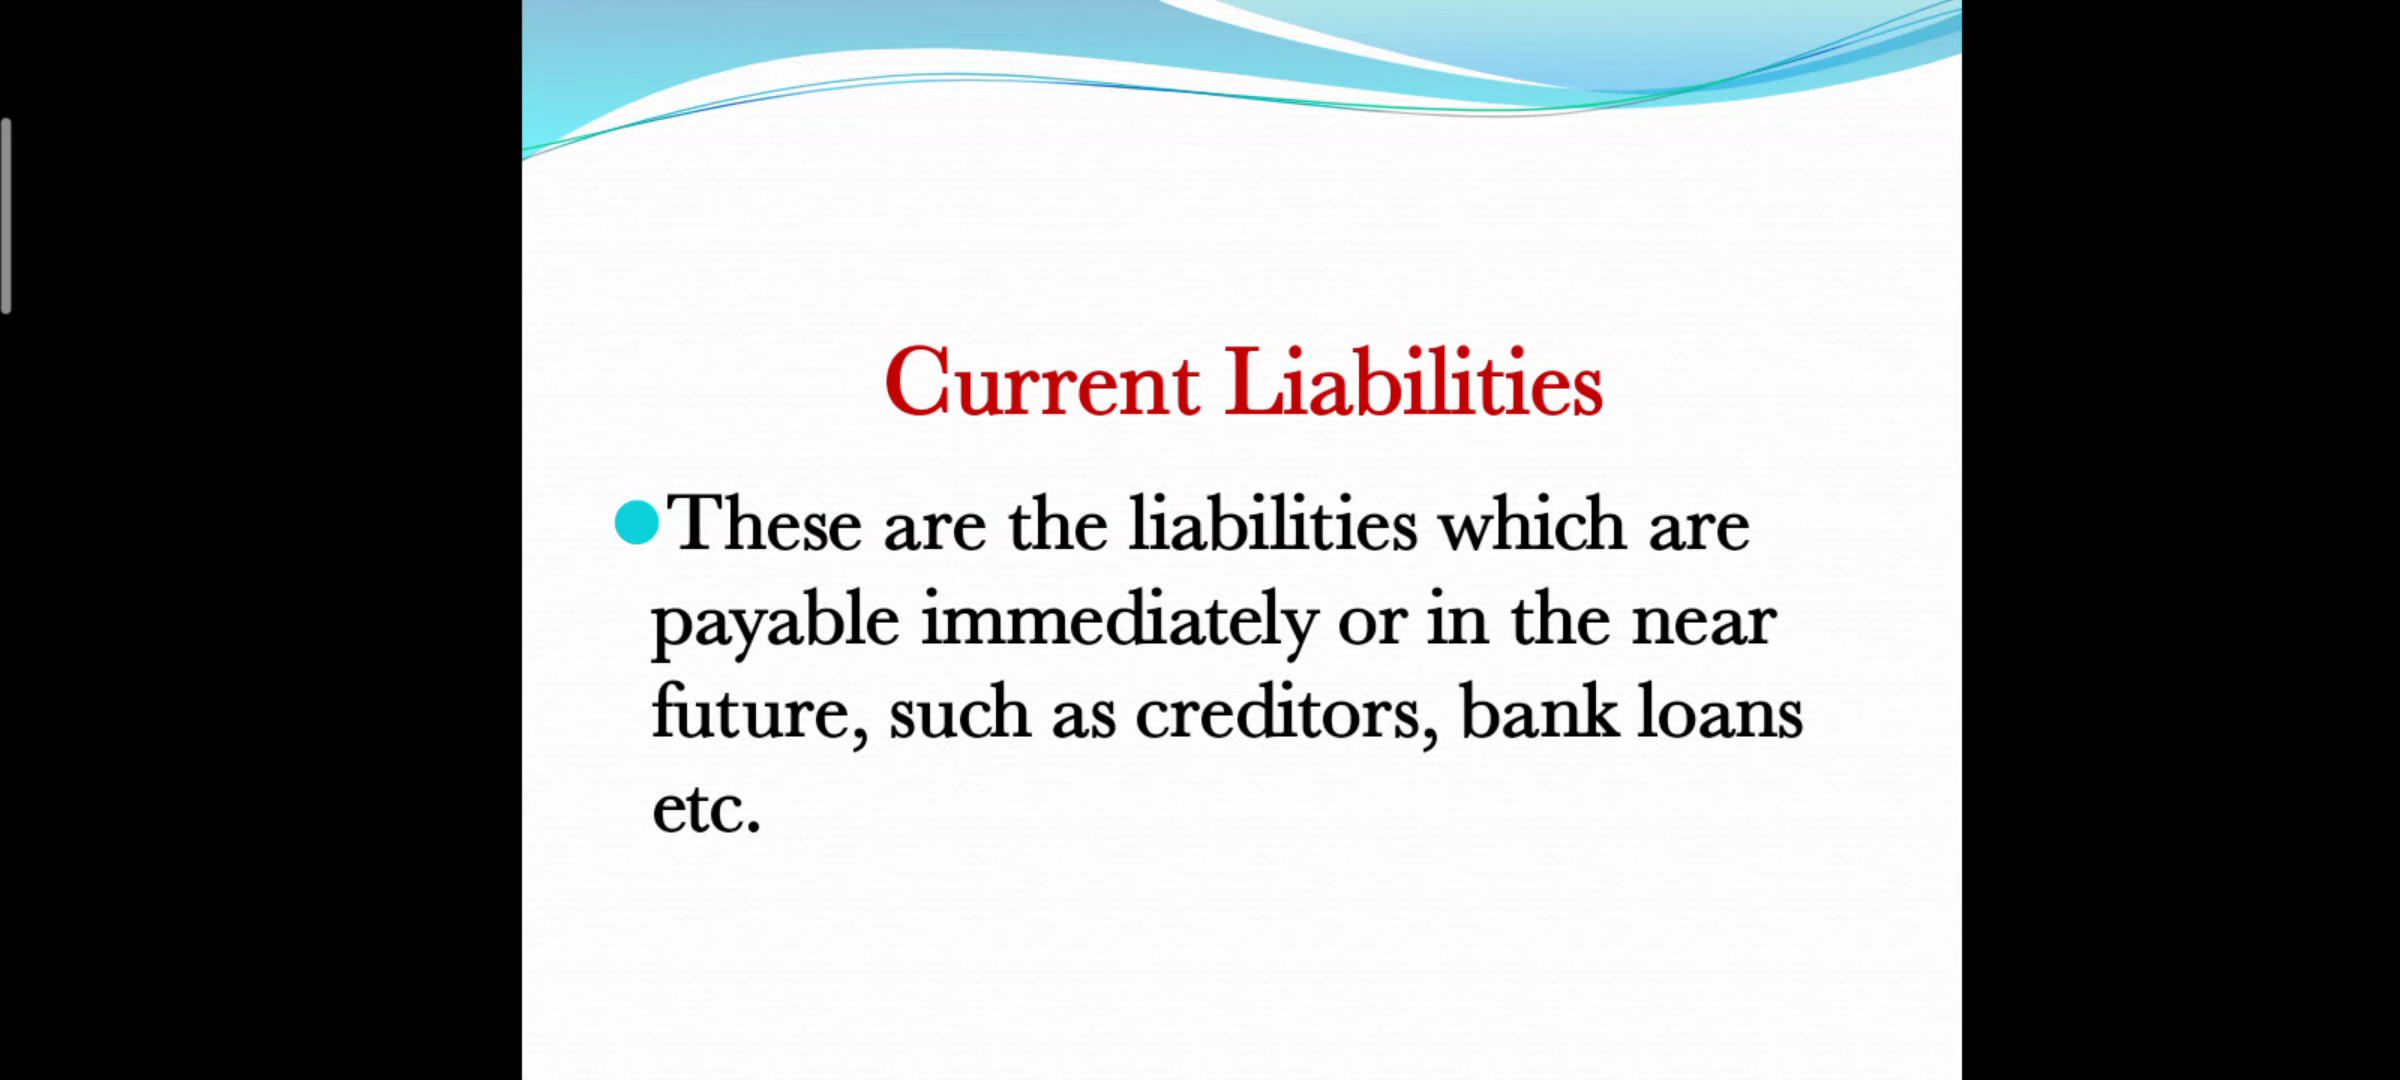 Current Liabilities
These are the liabilities which are
payable immediately or in the near
future, such as creditors, bank loans
etc.